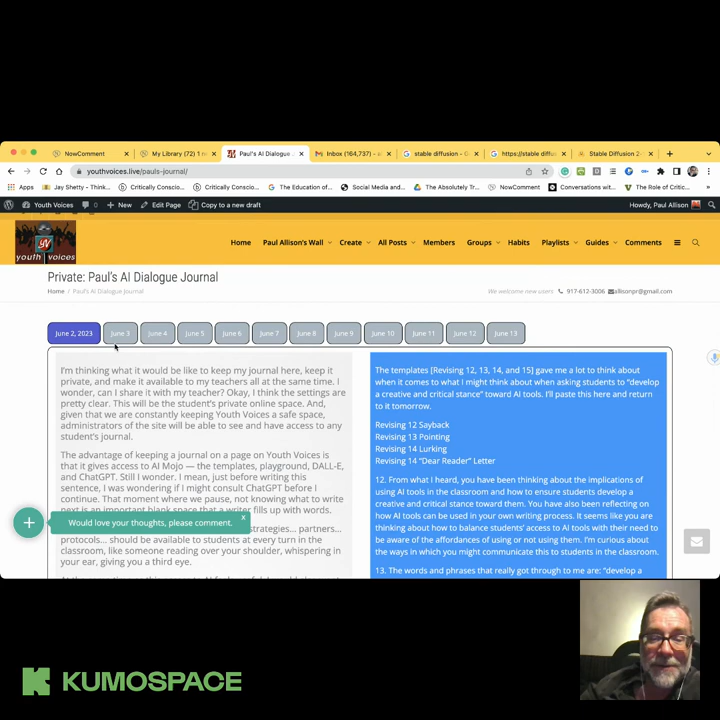 NowComment
My Library (72) 1-n
Paul's AI Dialogue
Inbox (164,737) - a
stable diffusion - G
https://stable diffus
Stable Diffusion 2-
youthvoices.live/pauls-journal/
Apps
Jay Shetty - Think...
Critically Conscio/
Critically Conscio/
The Education of...
Social Media and...
The Absolutely Tr...
NowComment
Conversations wit...
The Role of Critic...
Youth Voices
0
New
Edit Page
Copy to a new draft
Howdy, Paul Allison
youth voices
Home
Paul Allison's Wall
Create
All Posts
Members
Groups
Habits
Playlists
Guides
Comments
Private: Paul's AI Dialogue Journal
Home / Paul's AI Dialogue Journal
We welcome new users
917-612-3006
allisonpr@gmail.com
June 2, 2023
June 3
June 4
June 5
June 6
June 7
June 8
June 9
June 10
June 11
June 12
June 13
I'm thinking what it would be like to keep my journal here, keep it
private, and make it available to my teachers all at the same time. I
wonder, can I share it with my teacher? Okay, I think the settings are
pretty clear. This will be the student's private online space. And,
given that we are constantly keeping Youth Voices a safe space,
administrators of the site will be able to see and have access to any
student's journal.
The advantage of keeping a journal on a page on Youth Voices is
that it gives access to AI Mojo — the templates, playground, DALL-E,
and ChatGPT. Still I wonder. I mean, just before writing this
sentence, I was wondering if I might consult ChatGPT before I
continue. That moment where we pause, not knowing what to write
next is an important blank space that a writer fills up with words.
strategies... partners...
protocols... should be available to students at every turn in the
classroom, like someone reading over your shoulder, whispering in
your ear, giving you a third eye.
Would love your thoughts, please comment.
x
The templates [Revising 12, 13, 14, and 15] gave me a lot to think about
when it comes to what I might think about when asking students to "develop
a creative and critical stance" toward AI tools. I'll paste this here and return
to it tomorrow.
Revising 12 Sayback
Revising 13 Pointing
Revising 14 Lurking
Revising 14 "Dear Reader" Letter
12. From what I heard, you have been thinking about the implications of
using AI tools in the classroom and how to ensure students develop a
creative and critical stance toward them. You have also been reflecting on
how AI tools can be used in your own writing process. It seems like you are
thinking about how to balance students' access to AI tools with their need to
be aware of the affordances of using or not using them. I'm curious about
the ways in which you might communicate this to students in the classroom.
13. The words and phrases that really got through to me are: "develop a
KUMOSPACE